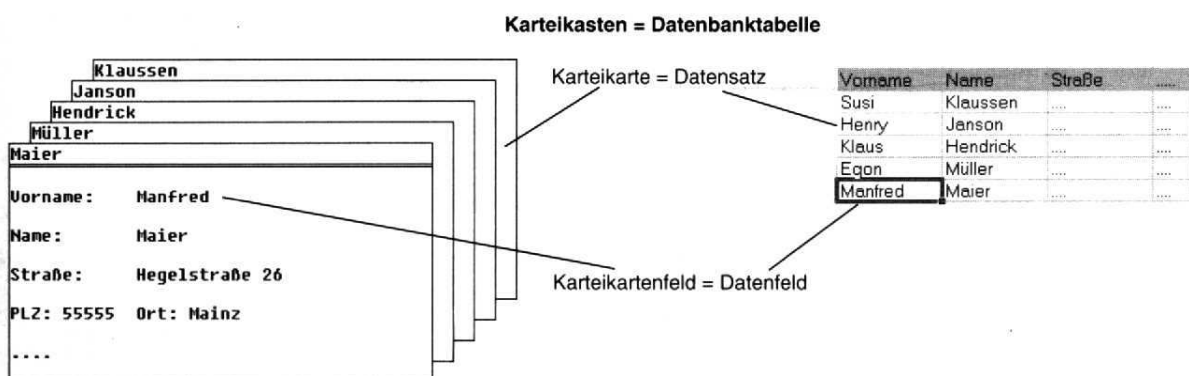 Karteikasten = Datenbanktabelle
Klaussen
Janson
Hendrick
Müller
Maier
Vorname: Manfred
Name: Maier
Straße: Hegelstraße 26
PLZ: 55555 Ort: Mainz
....
Karteikarte = Datensatz
Karteikartenfeld = Datenfeld
Vorname Name Straße .....
Susi Klaussen .... ....
Henry Janson .... ....
Klaus Hendrick .... ....
Egon Müller .... ....
Manfred Maier .... ....